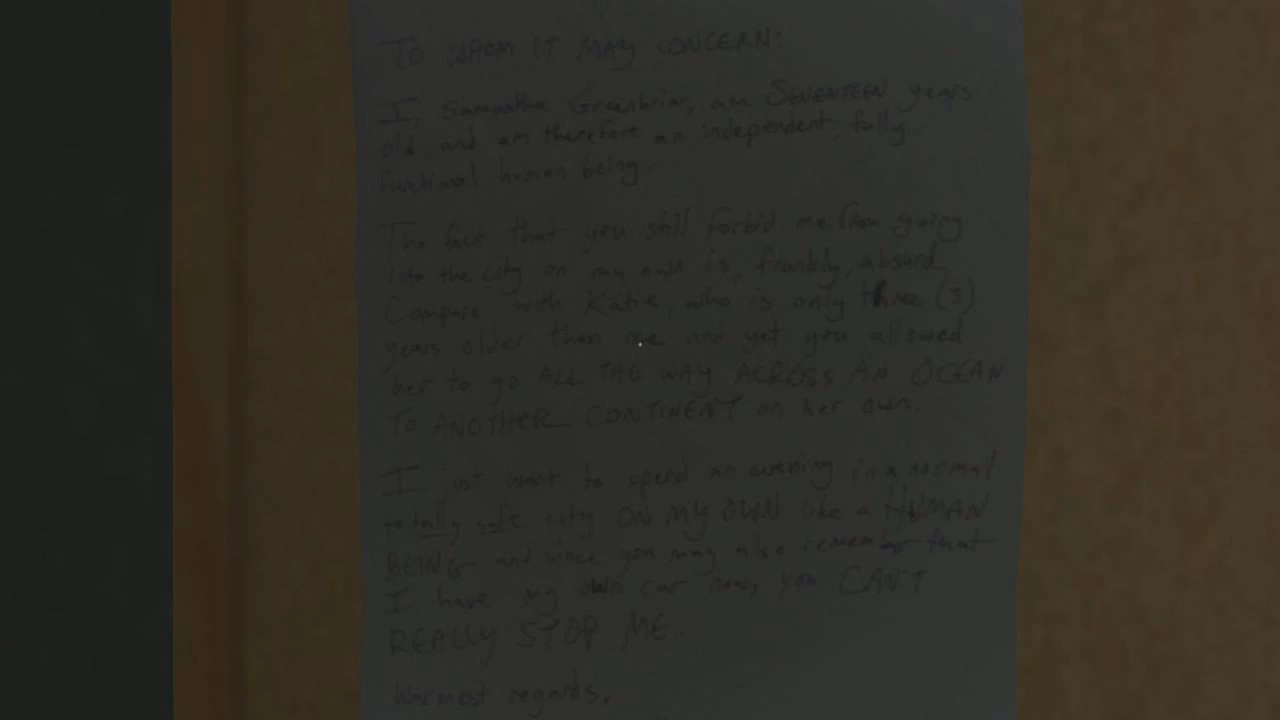 TO WHOM IT MAY CONCERN:
I, Samantha Greenbriar, am SEVENTEEN years
old, and am therefore an independent, fully
functional human being.
The fact that you still forbid me from going
into the city on my own is, frankly, absurd.
Compare with Katie, who is only three (3)
years older than me and yet you allowed
her to go ALL THE WAY ACROSS AN OCEAN
TO ANOTHER CONTINENT on her own.
I just want to spend an evening in a normal
totally safe city ON MY OWN like a HUMAN
BEING and since you may also remember that
I have my own car now, you CAN'T
REALLY STOP ME.
Warmest regards,